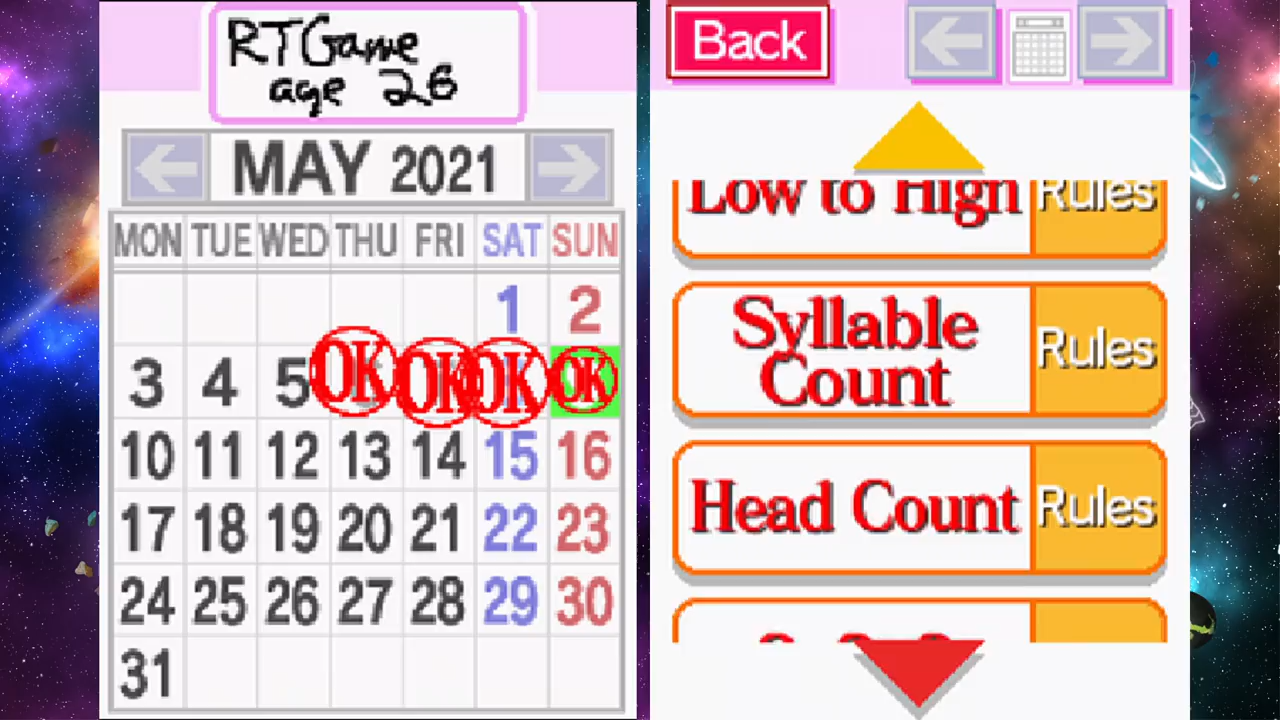 RTGame
age 26
MAY 2021
MON TUE WED THU FRI SAT SUN
1 2
3 4 5 OK OK OK OK
10 11 12 13 14 15 16
17 18 19 20 21 22 23
24 25 26 27 28 29 30
31
Back
Low to High Rules
Syllable
Count
Rules
Head Count Rules